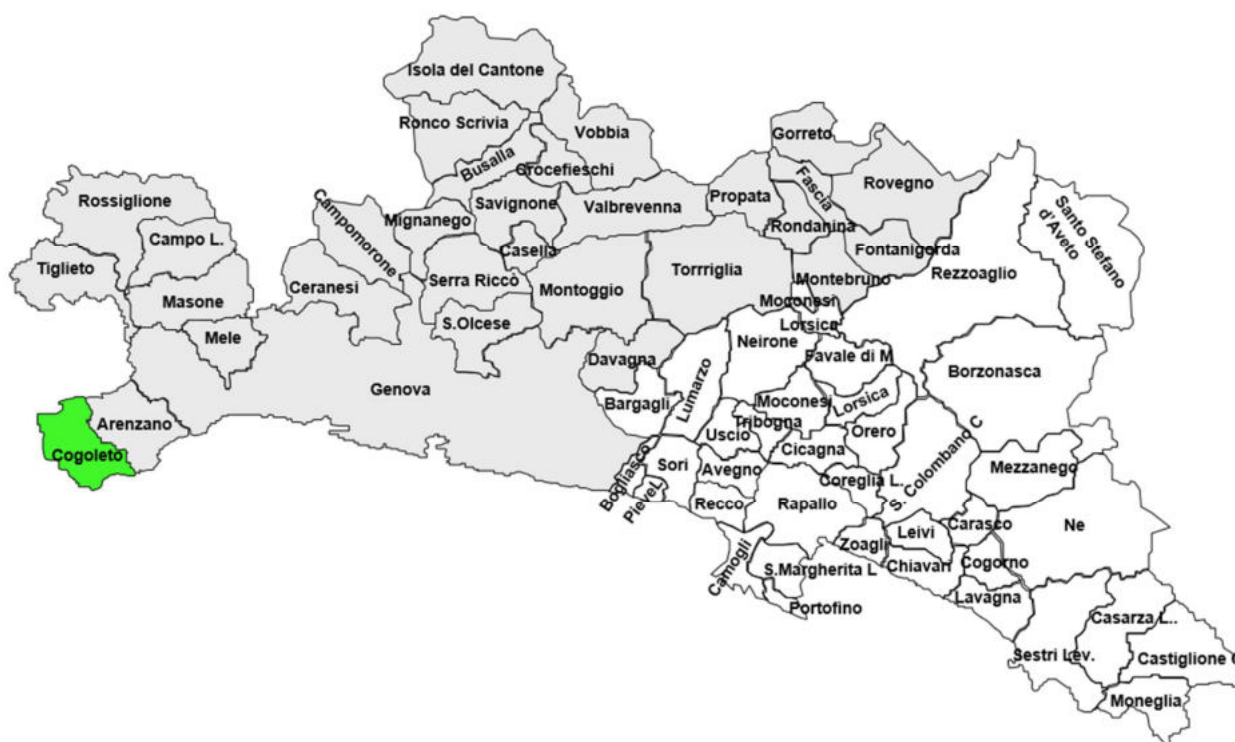 Isola del Cantone
Ronco Scrivia
Vobbia
Gorreto
Busalla
Crocefieschi
Fascia
Rovegno
Rossiglione
Campomorone
Mignanego
Savignone
Valbrevenna
Propata
Santo Stefano
d'Aveto
Campo L.
Rondanina
Casella
Fontanigorda
Tiglieto
Ceranesi
Serra Riccò
Montoggio
Torrriglia
Montebruno
Rezzoaglio
Masone
Moconesi
S.Olcese
Lorsica
Mele
Neirone
Davagna
Favale di M
Genova
Lumarzo
Borzonasca
Bargagli
Moconesi
Lorsica
Arenzano
Tribogna
Uscio
Orero
Cogoleto
Cicagna
S. Colombano C
Bogliasco
Sori
Avegno
Mezzanego
PieveL
Coreglia L.
Recco
Rapallo
Carasco
Ne
Leivi
Zoagli
Camogli
Chiavari
Cogorno
S.Margherita L
Lavagna
Portofino
Casarza L..
Sestri Lev.
Castiglione C
Moneglia